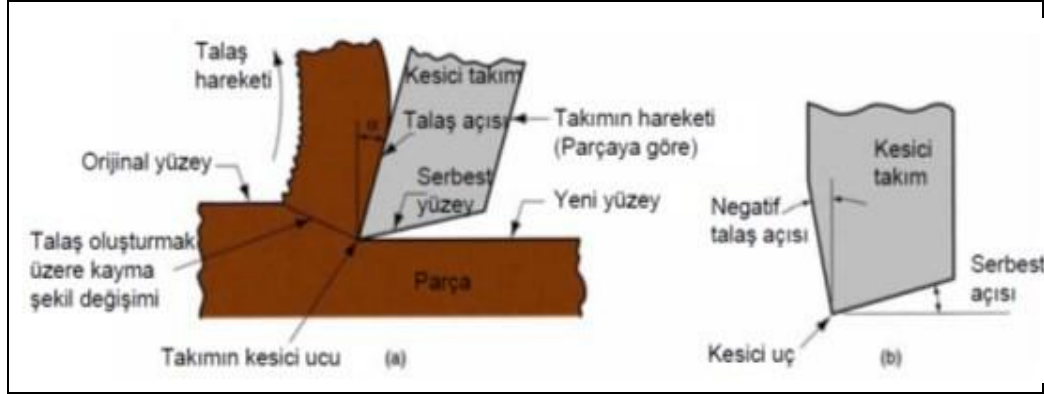 Talaş
hareketi
Kesici takım
α
Talaş açısı
Takımın hareketi
(Parçaya göre)
Orijinal yüzey
Serbest
yüzey
Yeni yüzey
Talaş oluşturmak
üzere kayma
şekil değişimi
Parça
Takımın kesici ucu
(a)
Kesici
takım
Negatif
talaş açısı
Serbest
açısı
Kesici uç
(b)